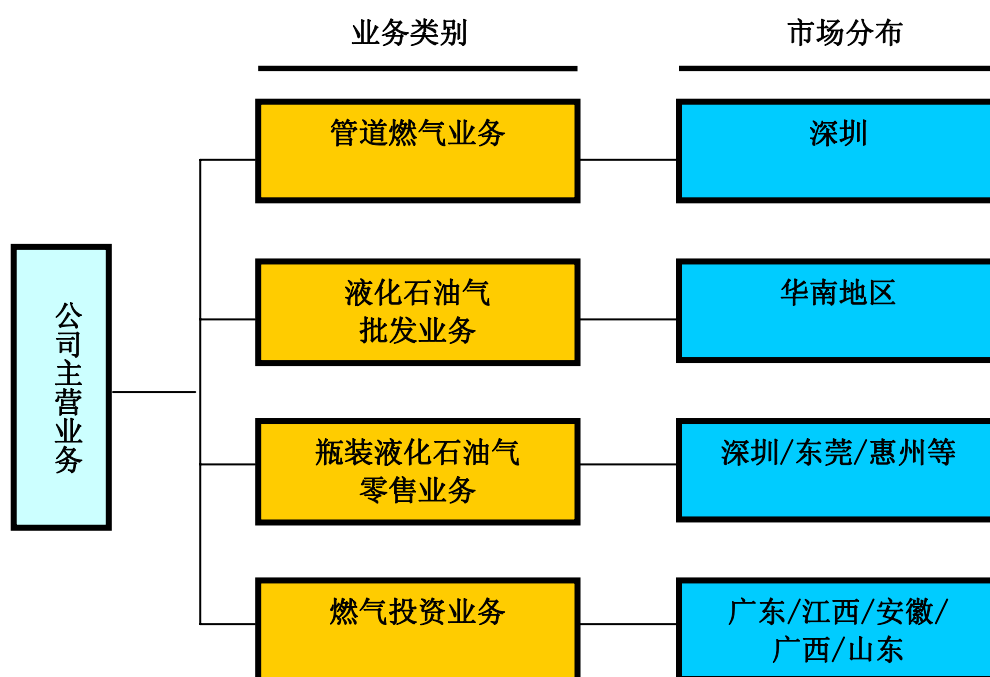 业务类别
市场分布
公司主营业务
管道燃气业务
深圳
液化石油气
批发业务
华南地区
瓶装液化石油气
零售业务
深圳/东莞/惠州等
燃气投资业务
广东/江西/安徽/
广西/山东